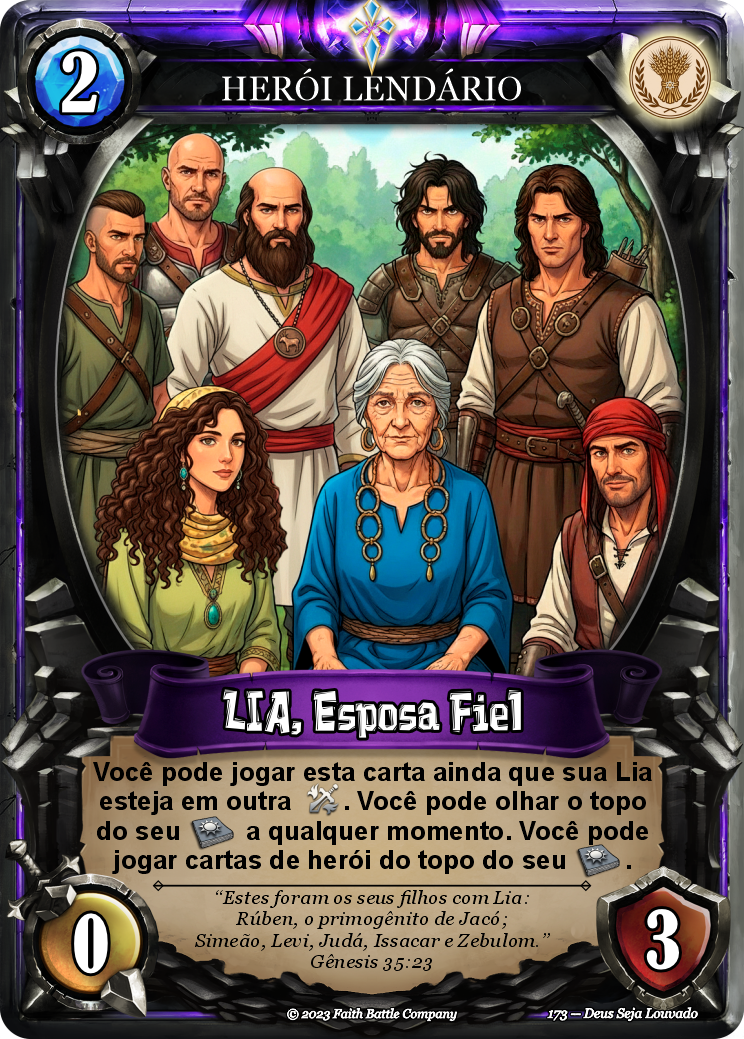 2
HERÓI LENDÁRIO
LIA, Esposa Fiel
Você pode jogar esta carta ainda que sua Lia
esteja em outra . Você pode olhar o topo
do seu a qualquer momento. Você pode
jogar cartas de herói do topo do seu .
“Estes foram os seus filhos com Lia:
Rúben, o primogênito de Jacó;
Simeão, Levi, Judá, Issacar e Zebulom.”
Gênesis 35:23
0
3
© 2023 Faith Battle Company
173 – Deus Seja Louvado